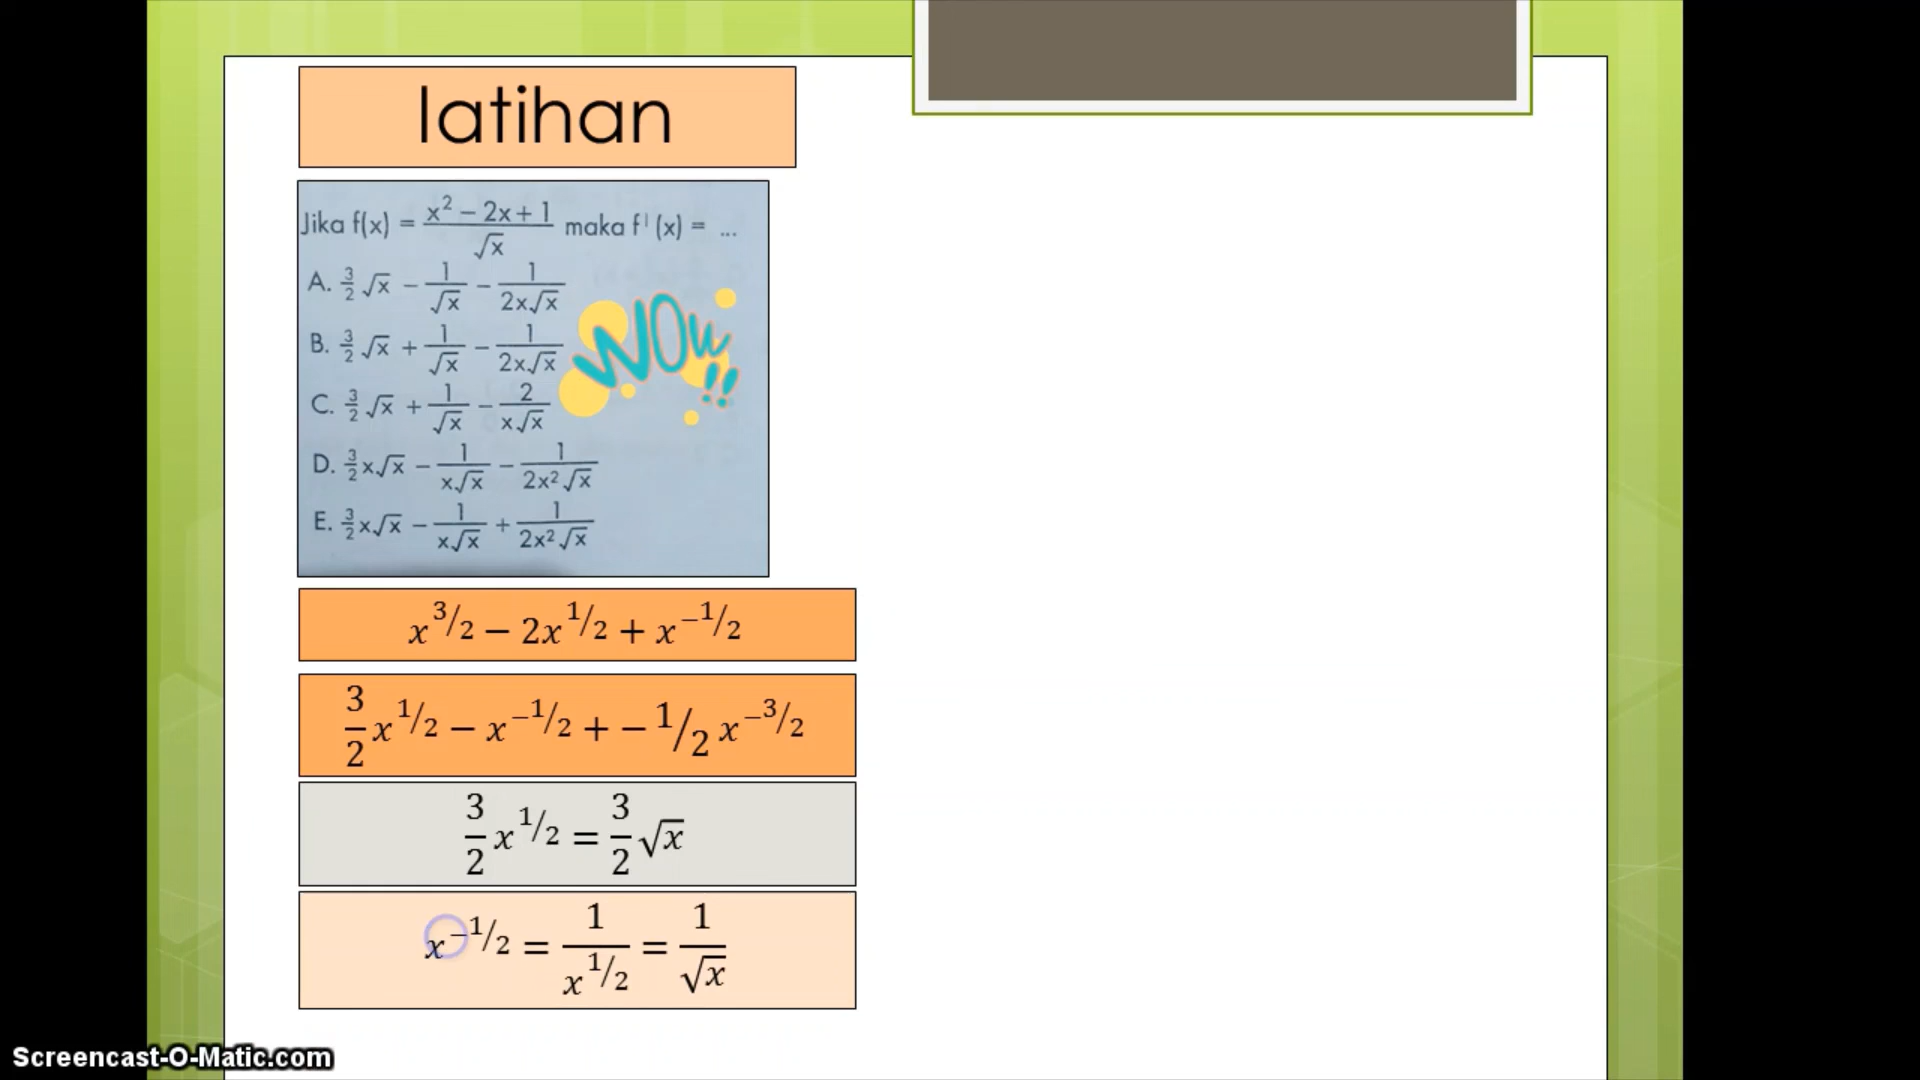 latihan
Jika f(x) = x² − 2x + 1 / √x maka f' (x) = ...
A. 3/2 √x − 1/√x − 1/2x√x
B. 3/2 √x + 1/√x − 1/2x√x
C. 3/2 √x + 1/√x − 2/x√x
D. 3/2 x√x − 1/x√x − 1/2x²√x
E. 3/2 x√x − 1/x√x + 1/2x²√x
WOW!!
x^3/2 − 2x^1/2 + x^−1/2
3/2 x^1/2 − x^−1/2 + − 1/2 x^−3/2
3/2 x^1/2 = 3/2 √x
x^−1/2 = 1/x^1/2 = 1/√x
Screencast-O-Matic.com